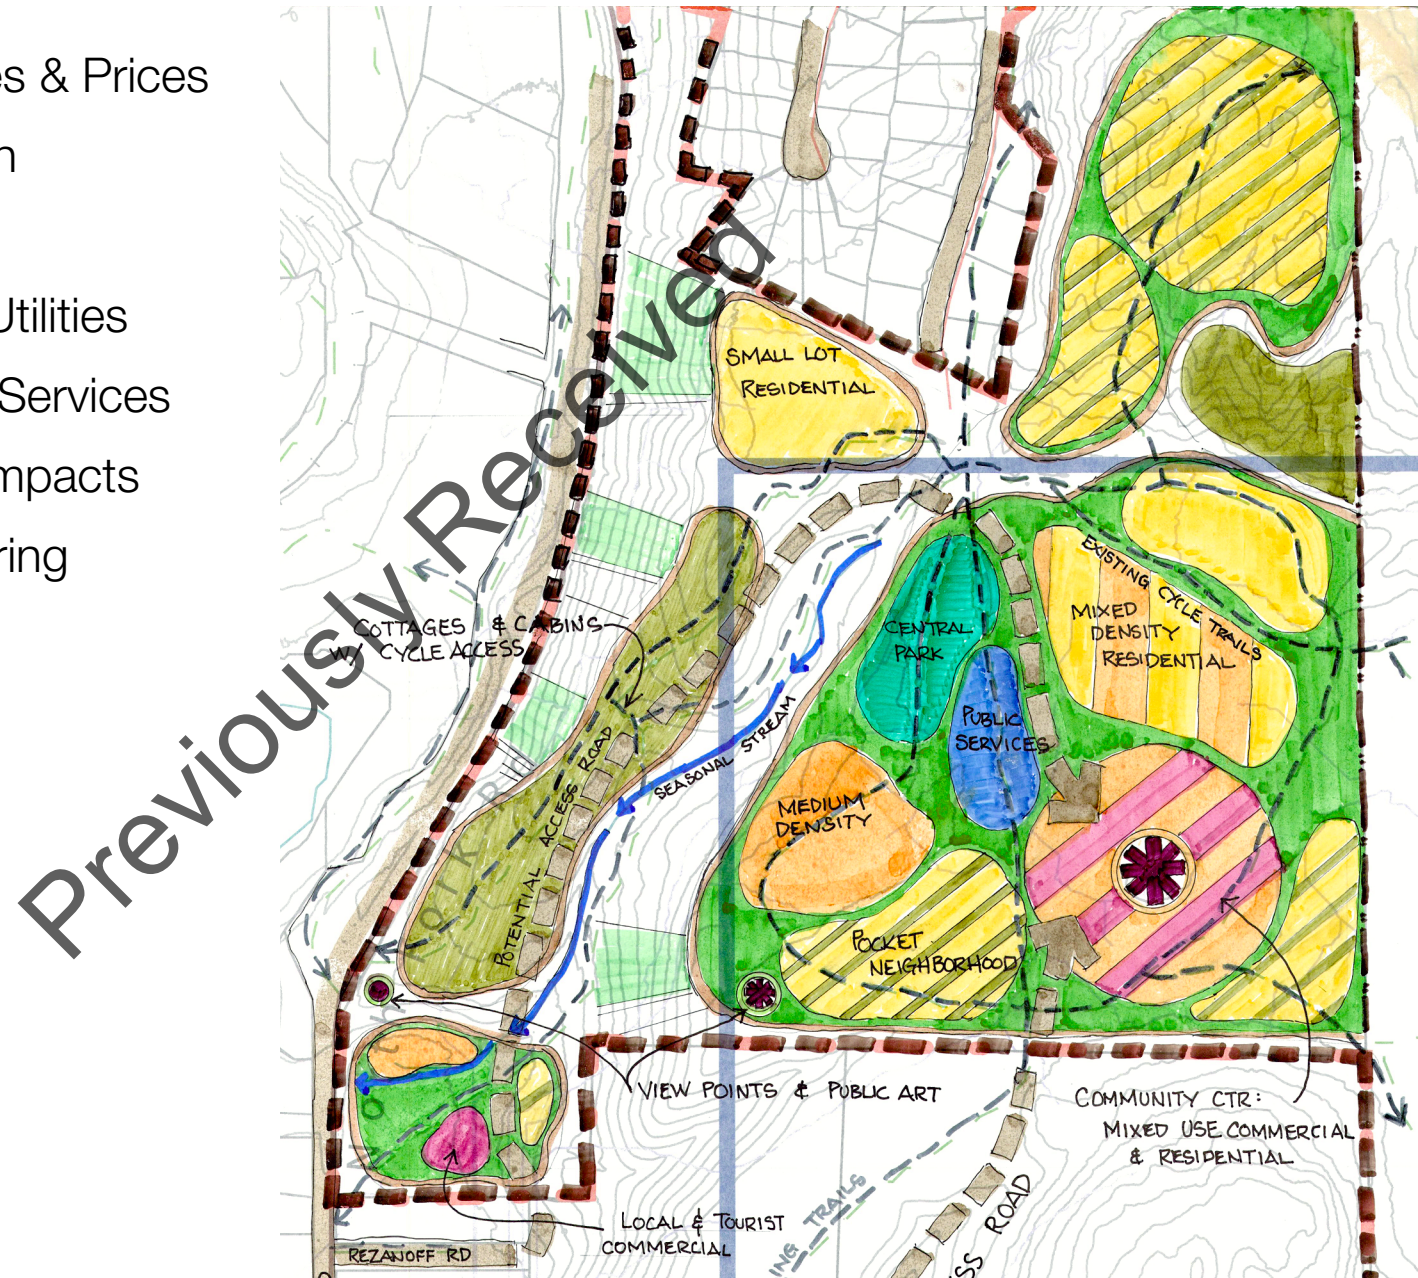 es & Prices
n
Utilities
Services
mpacts
ring
Previously Received
SMALL LOT
RESIDENTIAL
EXISTING CYCLE TRAILS
COTTAGES & CABINS
W/ CYCLE ACCESS
CENTRAL
PARK
MIXED
DENSITY
RESIDENTIAL
PUBLIC
SERVICES
SEASONAL STREAM
POTENTIAL ACCESS ROAD
MEDIUM
DENSITY
POCKET
NEIGHBORHOOD
VIEW POINTS & PUBLIC ART
COMMUNITY CTR:
MIXED USE COMMERCIAL
& RESIDENTIAL
LOCAL & TOURIST
COMMERCIAL
REZANOFF RD
ING TRAILS
SS ROAD